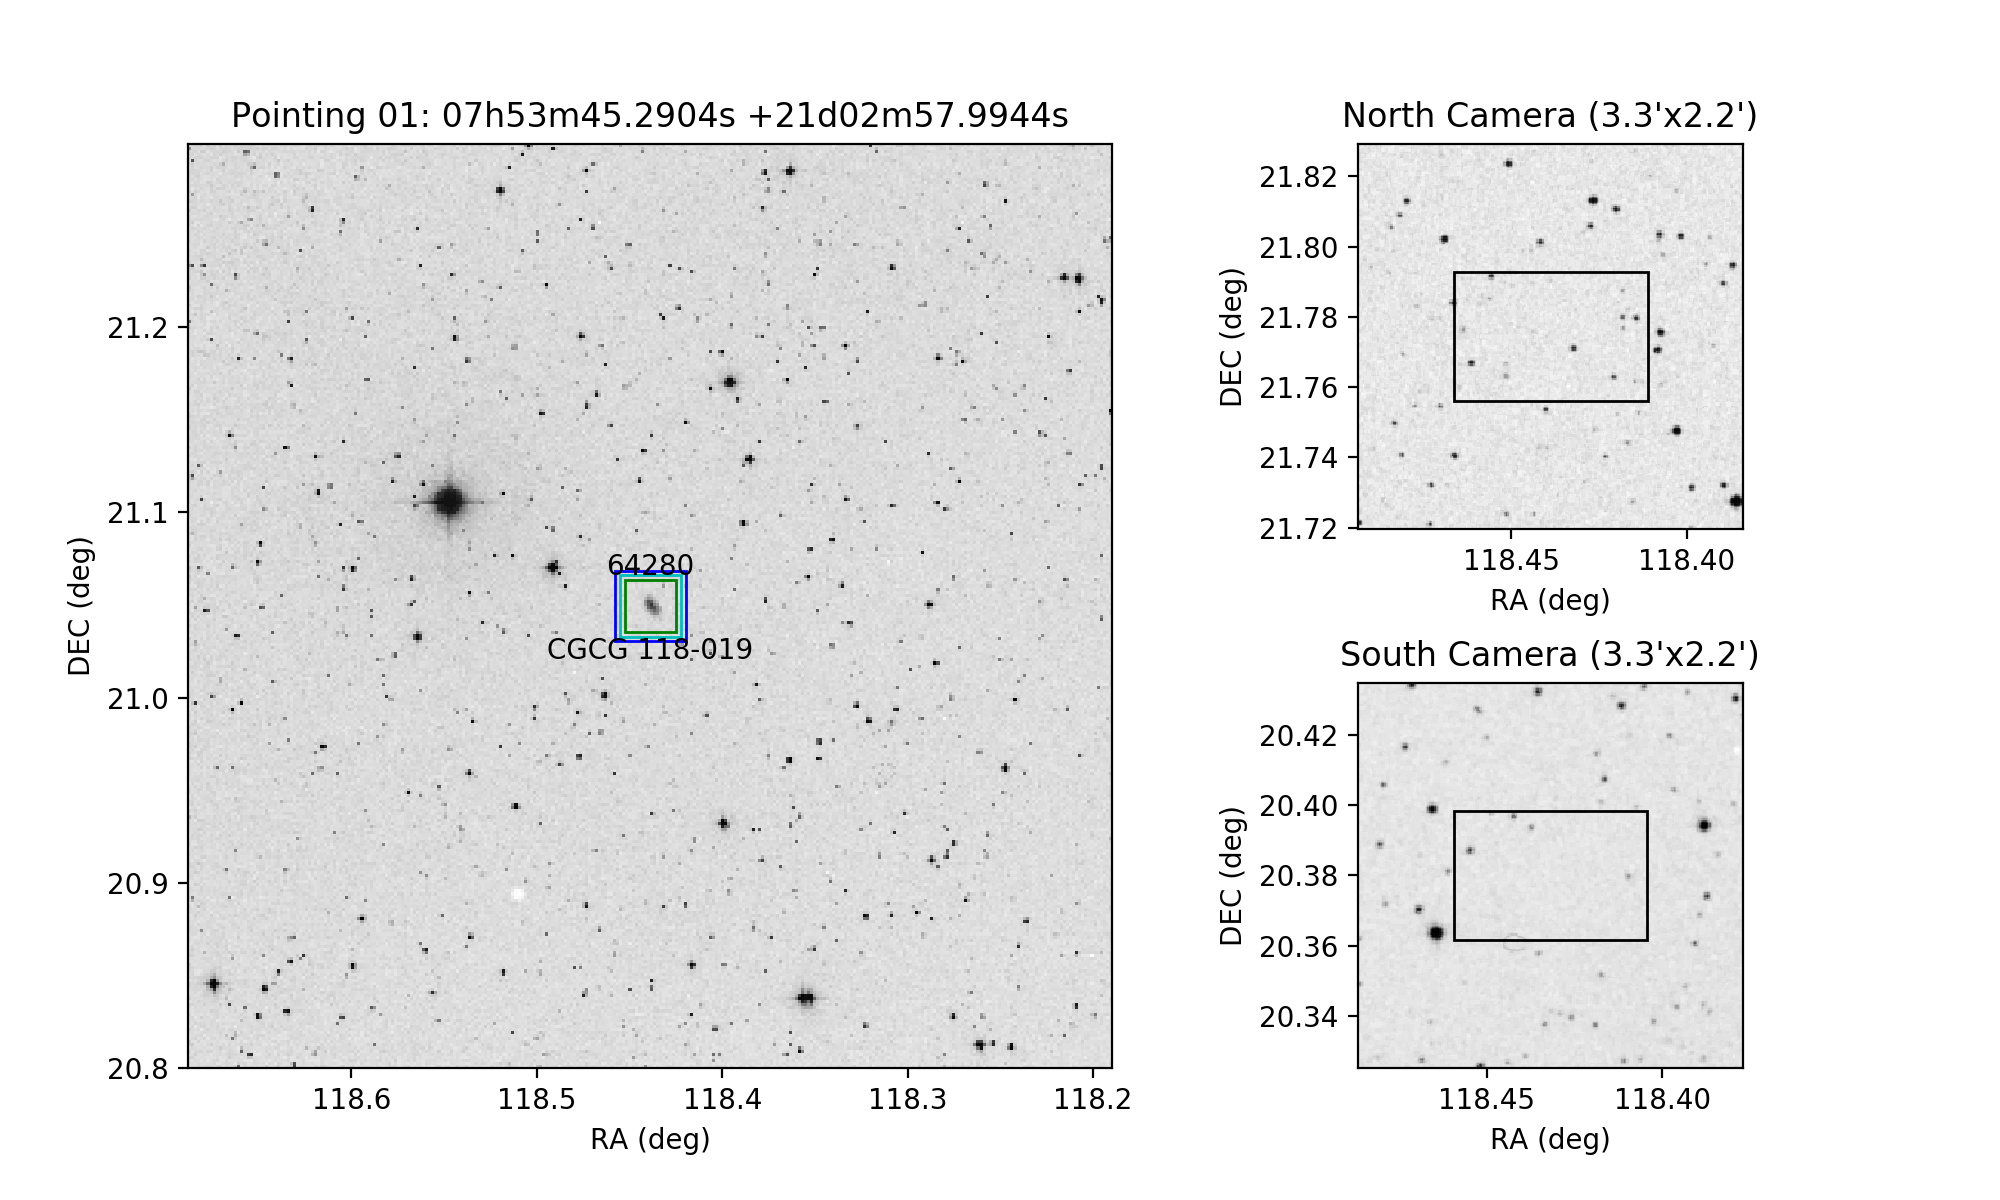 Pointing 01: 07h53m45.2904s +21d02m57.9944s
DEC (deg)
21.2
21.1
21.0
20.9
20.8
64280
CGCG 118-019
118.6 118.5 118.4 118.3 118.2
RA (deg)
North Camera (3.3'x2.2')
DEC (deg)
21.82
21.80
21.78
21.76
21.74
21.72
118.45 118.40
RA (deg)
South Camera (3.3'x2.2')
DEC (deg)
20.42
20.40
20.38
20.36
20.34
118.45 118.40
RA (deg)